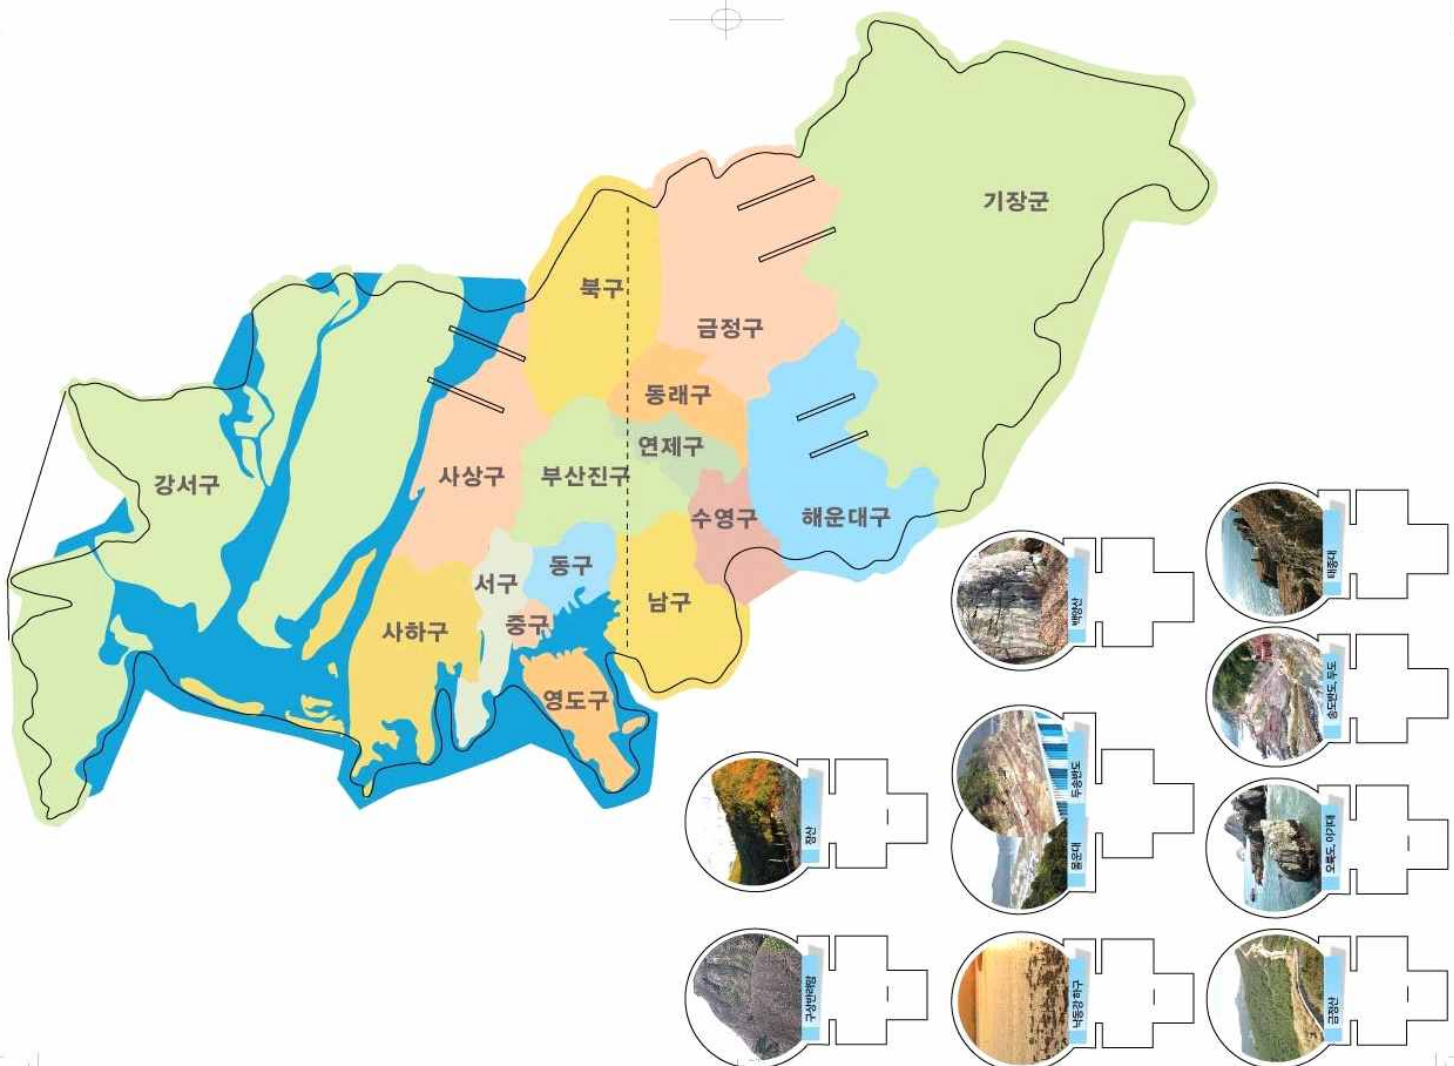 기장군
북구
금정구
동래구
연제구
강서구
사상구
부산진구
수영구
해운대구
서구
동구
중구
남구
사하구
영도구
백양산
태종대
송도반도, 두도
두송반도
몰운대
오륙도, 이기대
장산
구상반려암
낙동강 하구
금정산